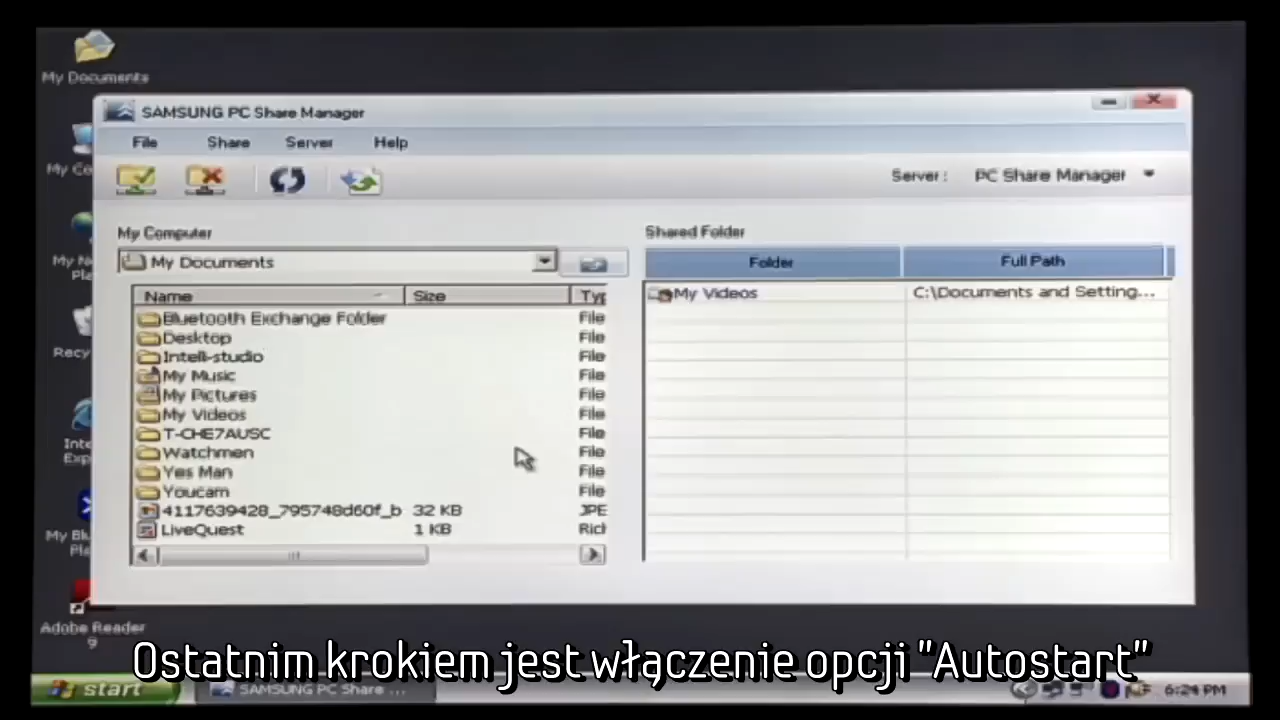 My Documents
SAMSUNG PC Share Manager
File Share Server Help
Server : PC Share Manager
My Computer
Shared Folder
My Documents
Folder Full Path
Name Size
My Videos C:\Documents and Setting...
Bluetooth Exchange Folder File
Desktop File
Intelli-studio File
My Music File
My Pictures File
My Videos File
T-CHE7AUSC File
Watchmen File
Yes Man File
Youcam File
4117639428_795748d60f_b 32 KB JPE
LiveQuest 1 KB Rich
My Co
My Ne
Pla
Recy
Inte
Exp
My Blu
Pla
Adobe Reader
9
Ostatnim krokiem jest włączenie opcji "Autostart"
start SAMSUNG PC Share ... 6:24 PM